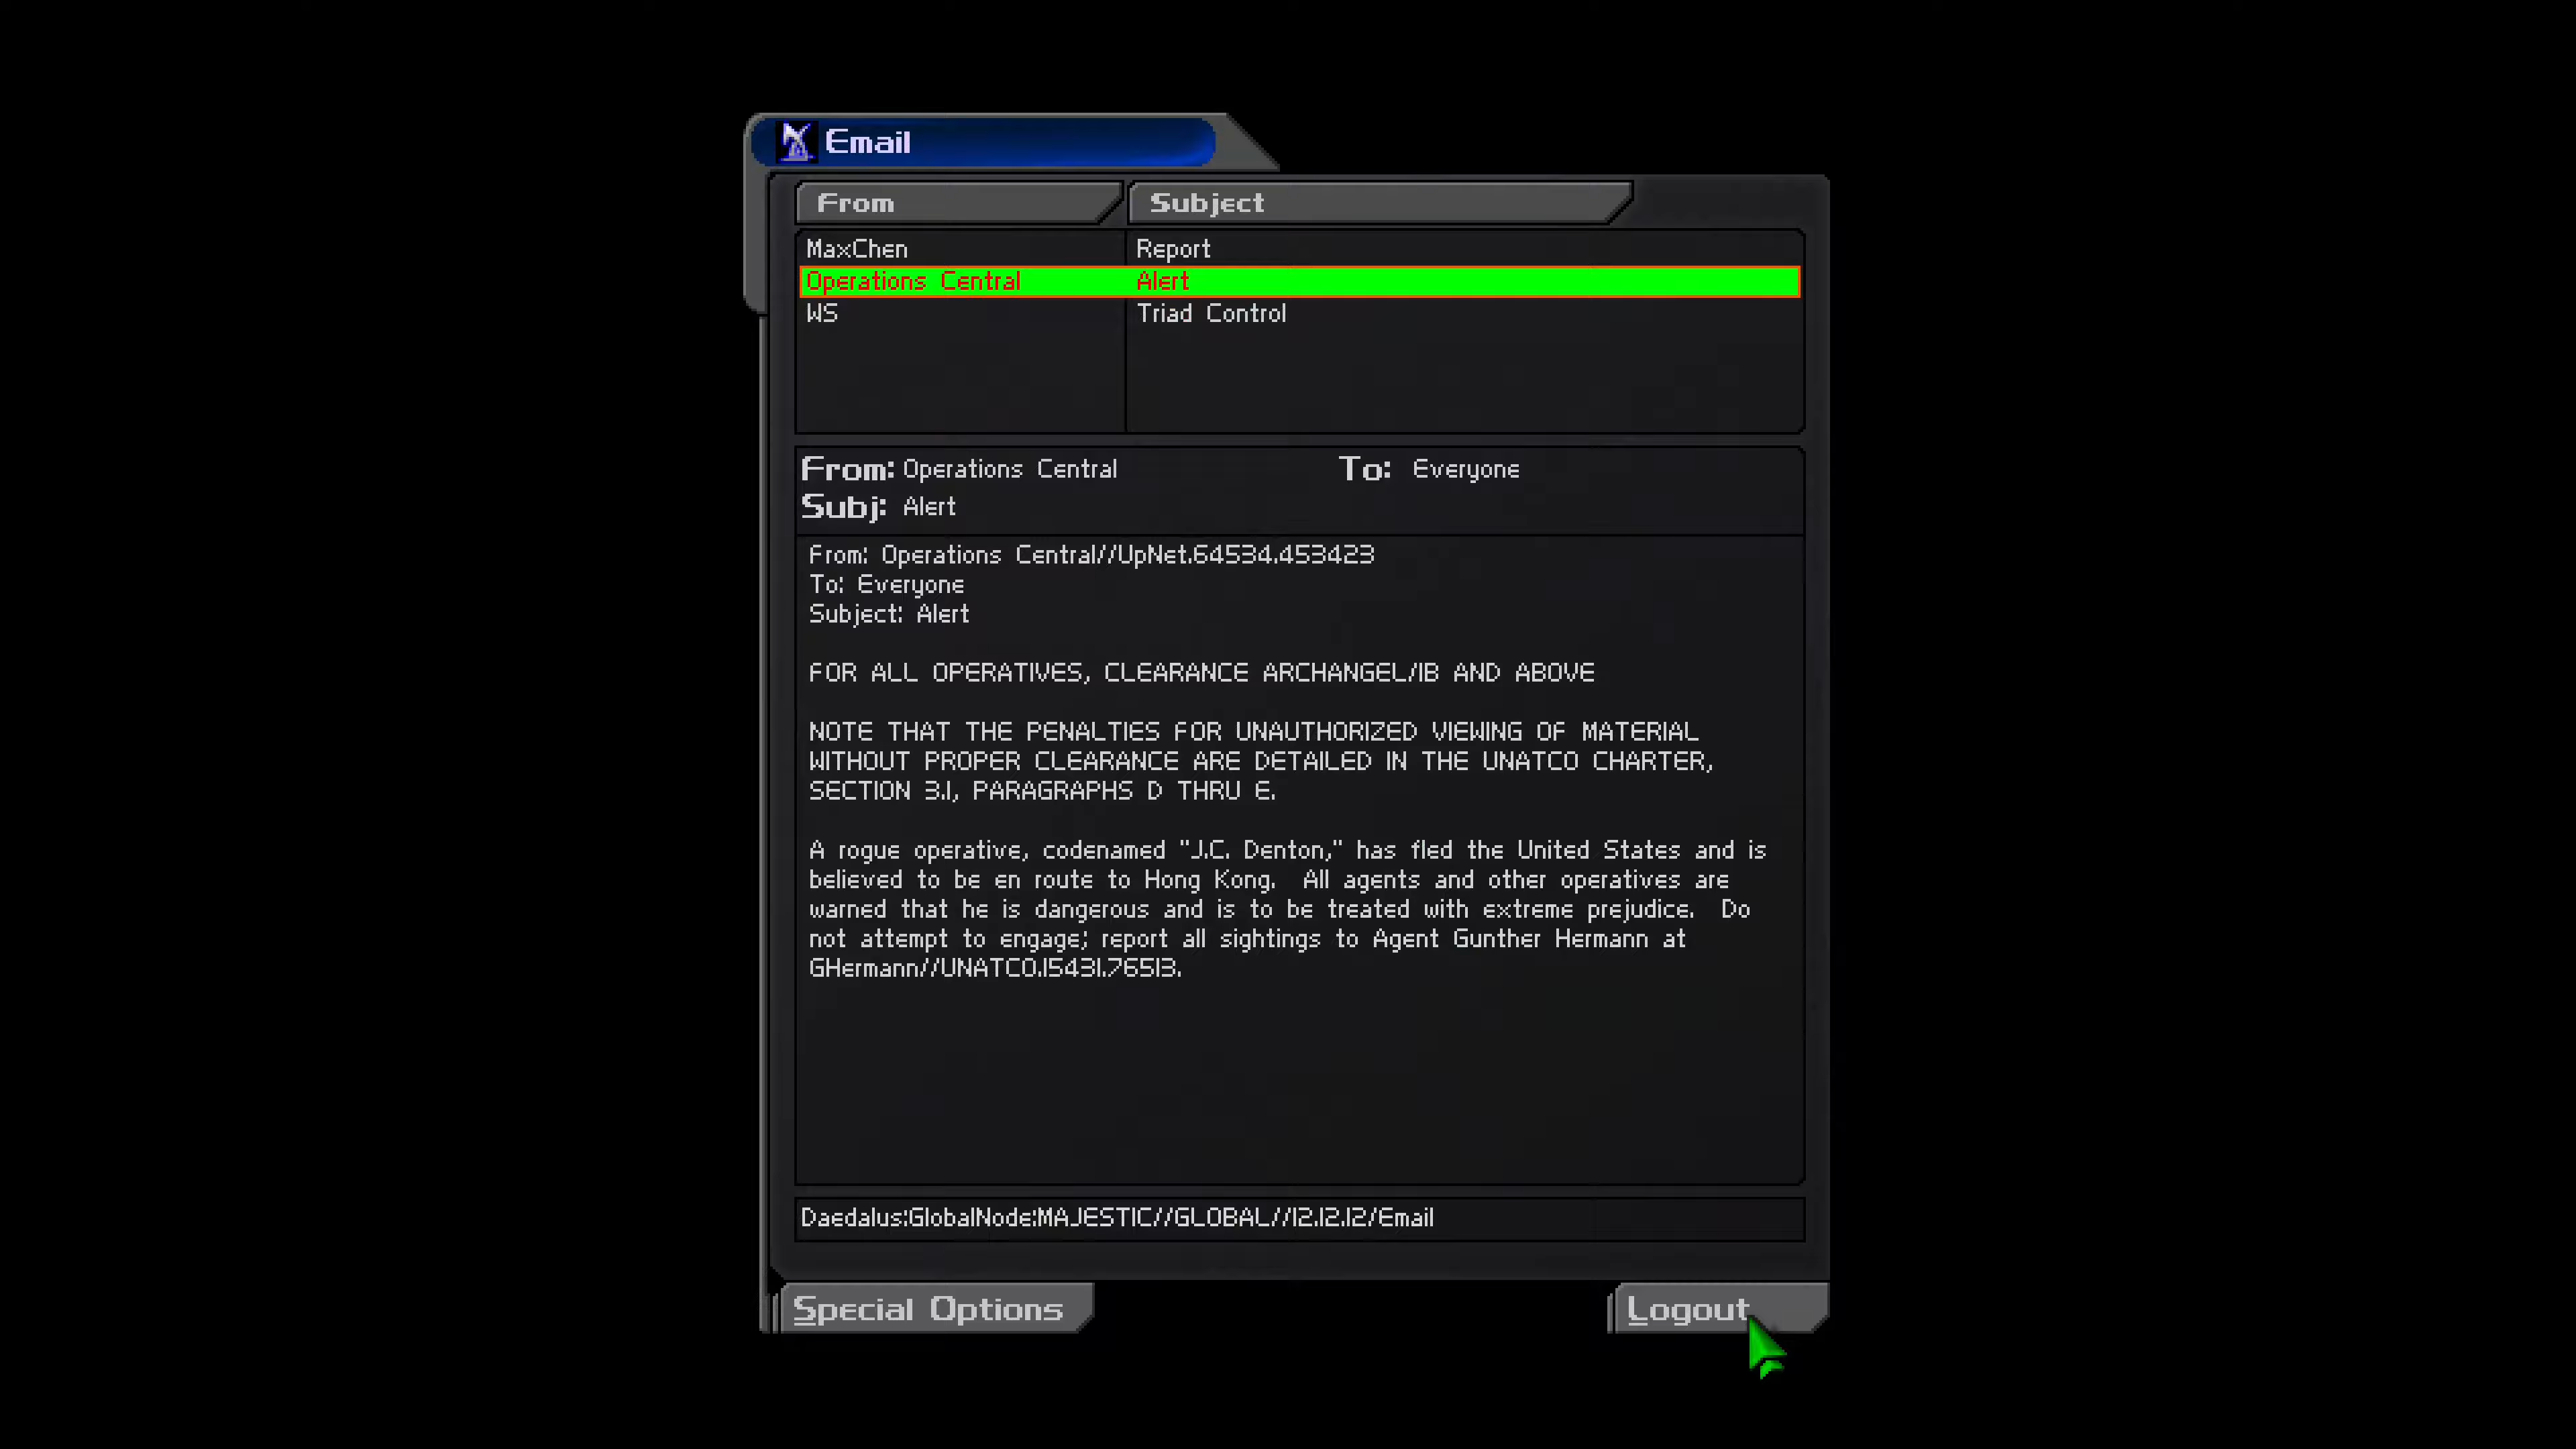 Email
From Subject
MaxChen Report
Operations Central Alert
WS Triad Control
From: Operations Central To: Everyone
Subj: Alert
From: Operations Central//UpNet.64534.453423
To: Everyone
Subject: Alert
FOR ALL OPERATIVES, CLEARANCE ARCHANGEL/1B AND ABOVE
NOTE THAT THE PENALTIES FOR UNAUTHORIZED VIEWING OF MATERIAL
WITHOUT PROPER CLEARANCE ARE DETAILED IN THE UNATCO CHARTER,
SECTION 3.1, PARAGRAPHS D THRU E.
A rogue operative, codenamed "J.C. Denton," has fled the United States and is
believed to be en route to Hong Kong. All agents and other operatives are
warned that he is dangerous and is to be treated with extreme prejudice. Do
not attempt to engage; report all sightings to Agent Gunther Hermann at
GHermann//UNATCO.15431.76513.
Daedalus:GlobalNode:MAJESTIC//GLOBAL//12.12.12/Email
Special Options Logout